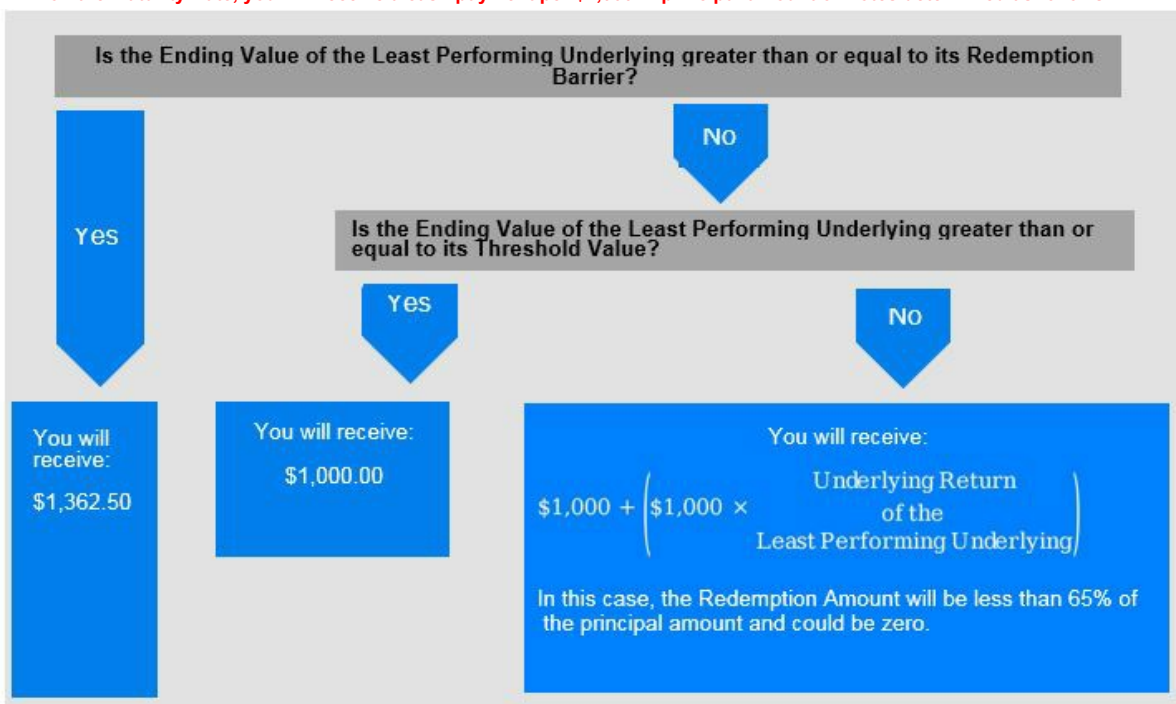 Is the Ending Value of the Least Performing Underlying greater than or equal to its Redemption
Barrier?
No
Yes
Is the Ending Value of the Least Performing Underlying greater than or
equal to its Threshold Value?
Yes
No
You will
receive:
$1,362.50
You will receive:
$1,000.00
You will receive:
$1,000 + ($1,000 × Underlying Return
of the
Least Performing Underlying)
In this case, the Redemption Amount will be less than 65% of
the principal amount and could be zero.